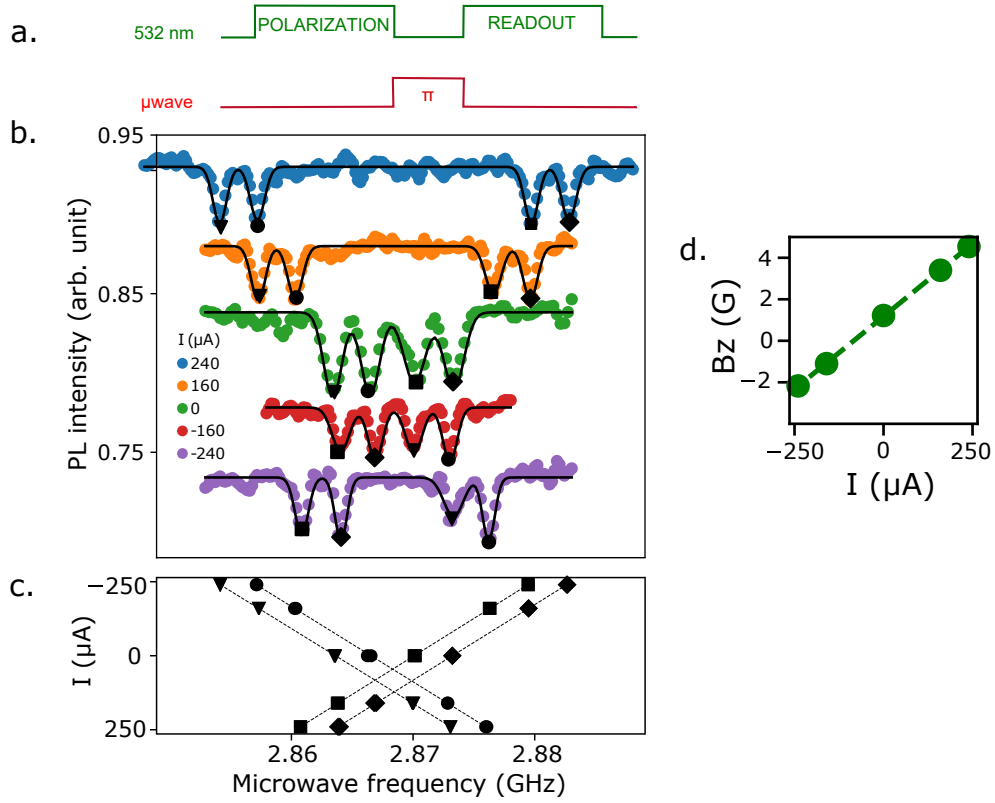 a.
532 nm
POLARIZATION
READOUT
μwave
π
b.
0.95
0.85
0.75
PL intensity (arb. unit)
I (μA)
240
160
0
-160
-240
c.
−250
0
250
I (μA)
2.86
2.87
2.88
Microwave frequency (GHz)
d.
4
2
0
−2
Bz (G)
−250
0
250
I (μA)